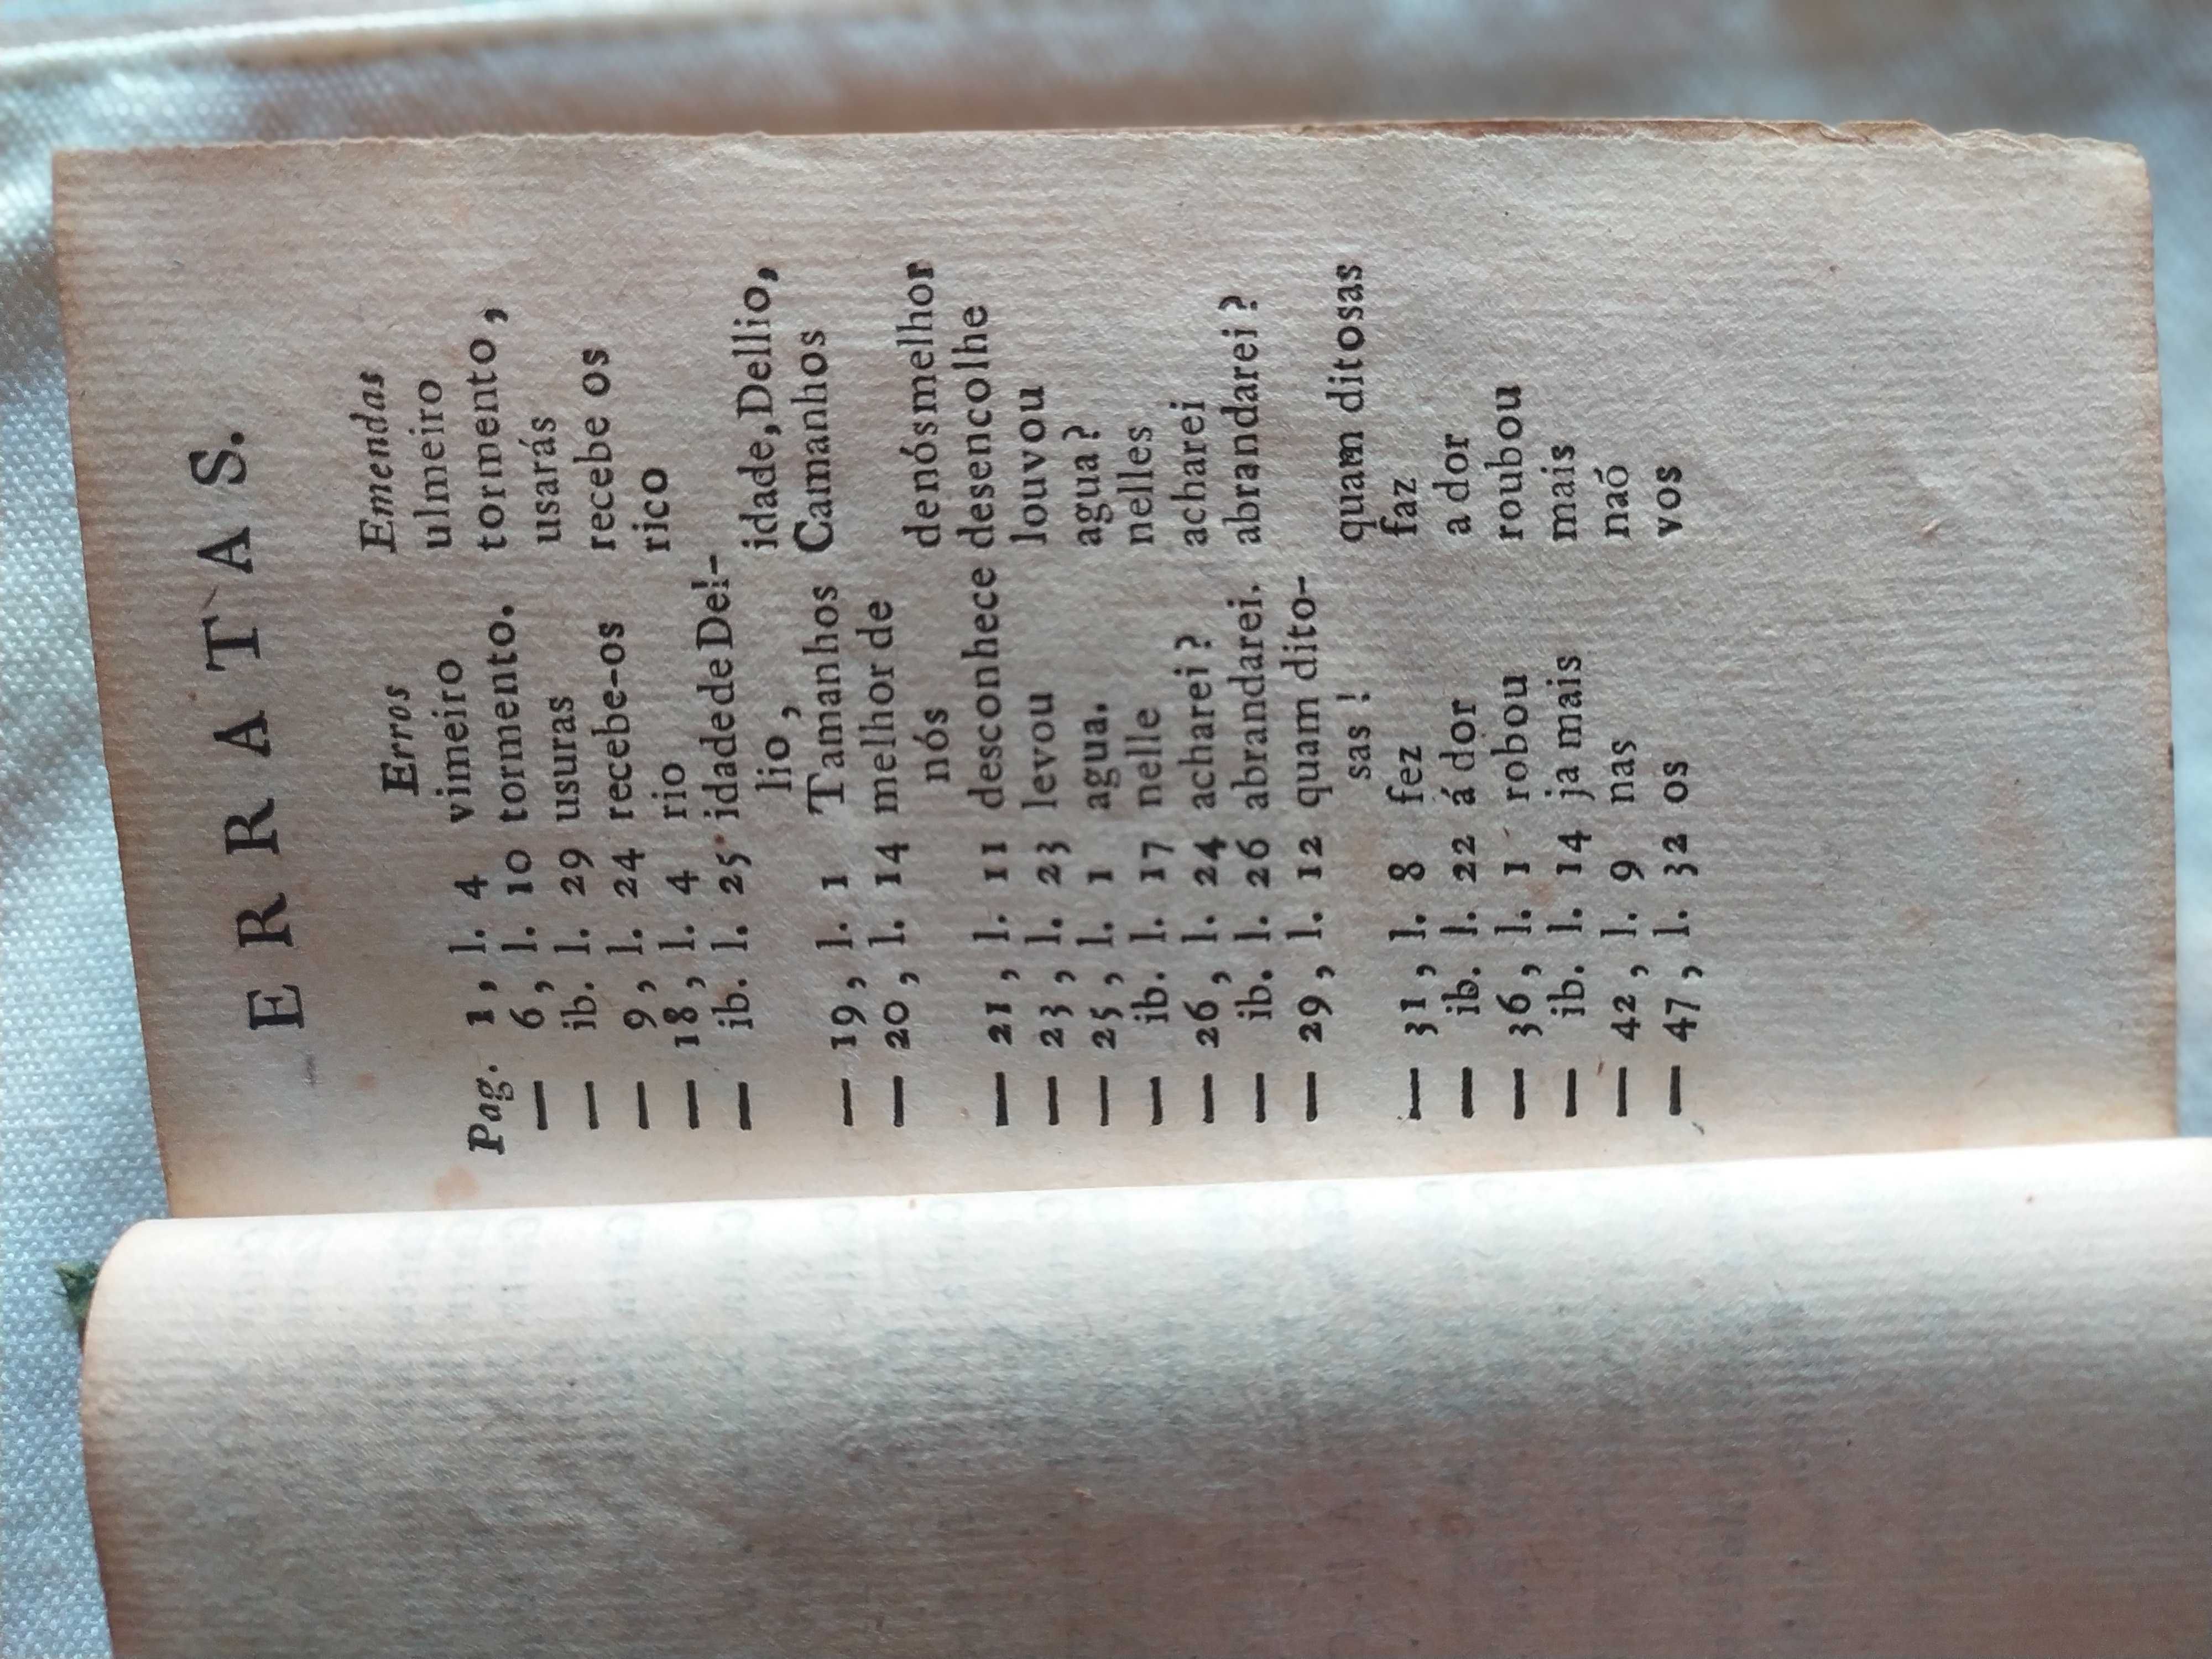 ERRATAS.
Erros Emendas
Pag. 1, l. 4 vimeiro ulmeiro
— 6, l. 10 tormento. tormento,
— ib. l. 29 usuras usarás
— 9, l. 24 recebe-os recebe os
— 18, l. 4 rio rico
— ib. l. 25 idade de Del-
lio, idade, Dellio,
— 19, l. 1 Tamanhos Camanhos
— 20, l. 14 melhor de
nós denósmelhor
— 21, l. 11 desconhece desencolhe
— 23, l. 23 levou louvou
— 25, l. 1 agua. agua?
— ib. l. 17 nelle nelles
— 26, l. 24 acharei? acharei
— ib. l. 26 abrandarei. abrandarei?
— 29, l. 12 quam dito-
sas! quam ditosas
— 31, l. 8 fez faz
— ib. l. 22 á dor a dor
— 36, l. 1 robou roubou
— ib. l. 14 ja mais mais
— 42, l. 9 nas naó
— 47, l. 32 os vos